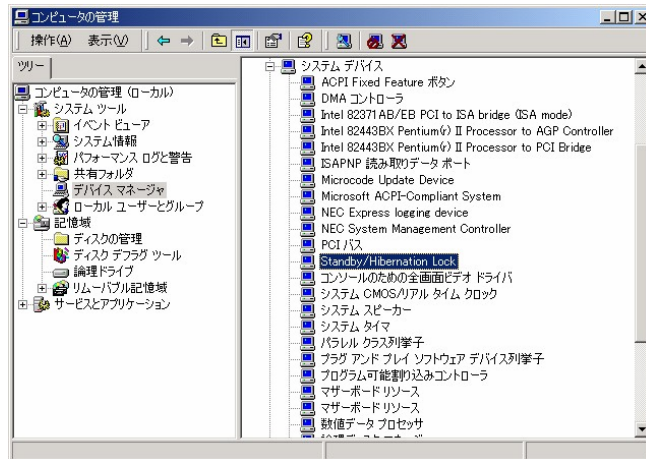 コンピュータの管理
操作(A) 表示(V)
ツリー
コンピュータの管理 (ローカル)
システム ツール
イベント ビューア
システム情報
パフォーマンス ログと警告
共有フォルダ
デバイス マネージャ
ローカル ユーザーとグループ
記憶域
ディスクの管理
ディスク デフラグ ツール
論理ドライブ
リムーバブル記憶域
サービスとアプリケーション
システム デバイス
ACPI Fixed Feature ボタン
DMA コントローラ
Intel 82371AB/EB PCI to ISA bridge (ISA mode)
Intel 82443BX Pentium(r) II Processor to AGP Controller
Intel 82443BX Pentium(r) II Processor to PCI Bridge
ISAPNP 読み取りデータ ポート
Microcode Update Device
Microsoft ACPI-Compliant System
NEC Express logging device
NEC System Management Controller
PCI バス
Standby/Hibernation Lock
コンソールのための全画面ビデオ ドライバ
システム CMOS/リアル タイム クロック
システム スピーカー
システム タイマ
パラレル クラス列挙子
プラグ アンド プレイ ソフトウェア デバイス列挙子
プログラム可能割り込みコントローラ
マザーボード リソース
マザーボード リソース
数値データ プロセッサ